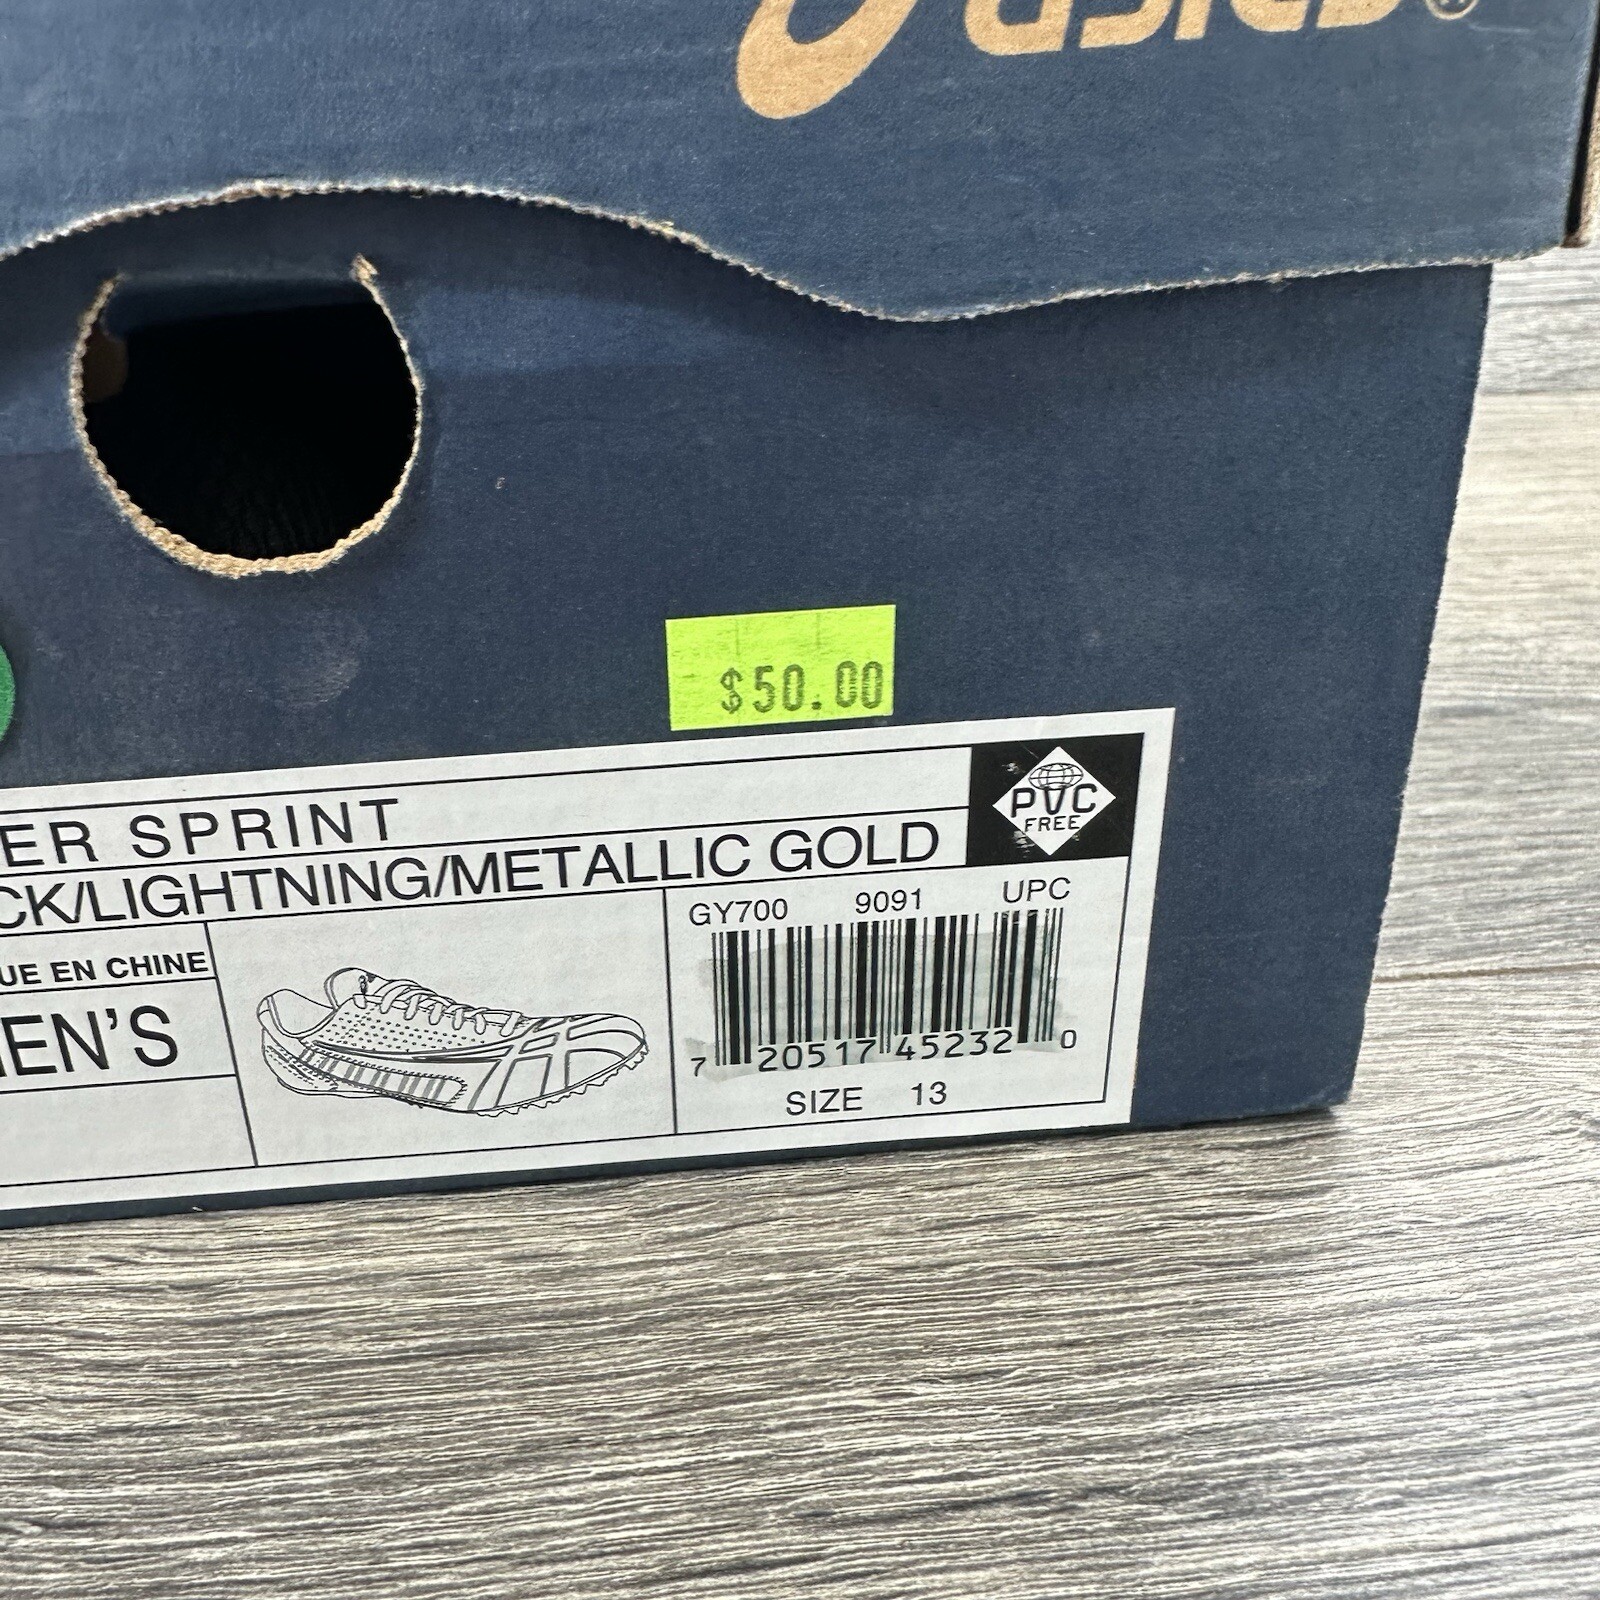 asics®
$50.00
ER SPRINT
CK/LIGHTNING/METALLIC GOLD
PVC
FREE
GY700 9091 UPC
UE EN CHINE
EN'S
7 20517 45232 0
SIZE 13